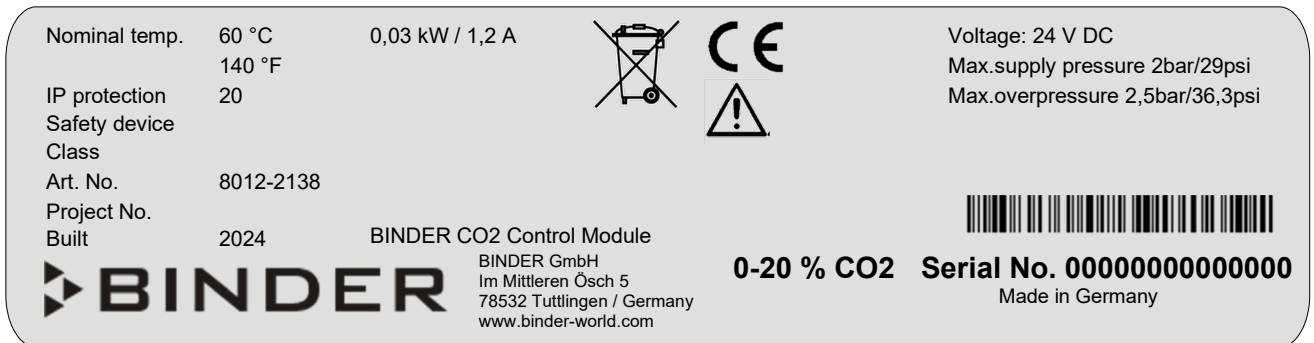 Nominal temp. 60 °C 0,03 kW / 1,2 A
140 °F
IP protection 20
Safety device
Class
Art. No. 8012-2138
Project No.
Built 2024
CE
Voltage: 24 V DC
Max.supply pressure 2bar/29psi
Max.overpressure 2,5bar/36,3psi
BINDER CO2 Control Module
BINDER
BINDER GmbH
Im Mittleren Ösch 5
78532 Tuttlingen / Germany
www.binder-world.com
0-20 % CO2 Serial No. 00000000000000
Made in Germany